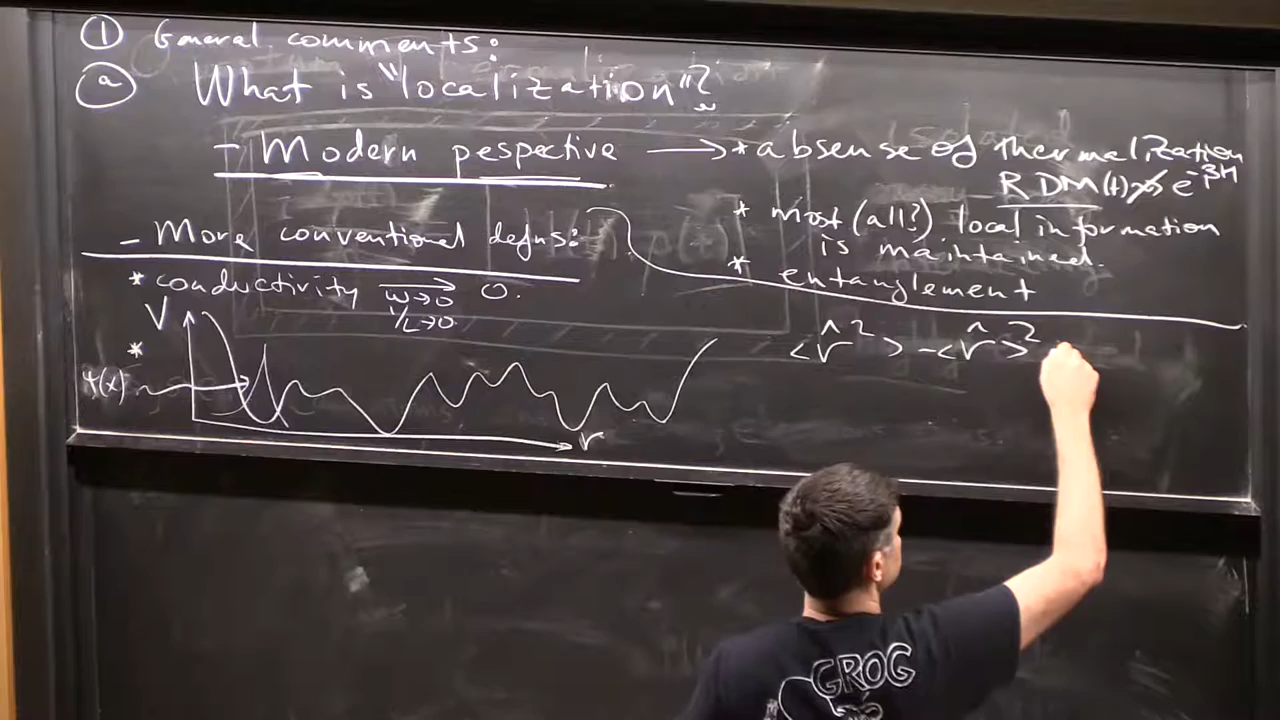 ① General comments:
ⓐ What is "localization"?
- Modern pespective → * absense of thermalization
RDM(t) ↛ e^-βH
* most (all?) local information
is maintained.
* entanglement
- More conventional defns:
* conductivity → 0.
ω→0
1/L→0
V
*
ψ(x)
r
<r̂²> - <r̂>²
GROG